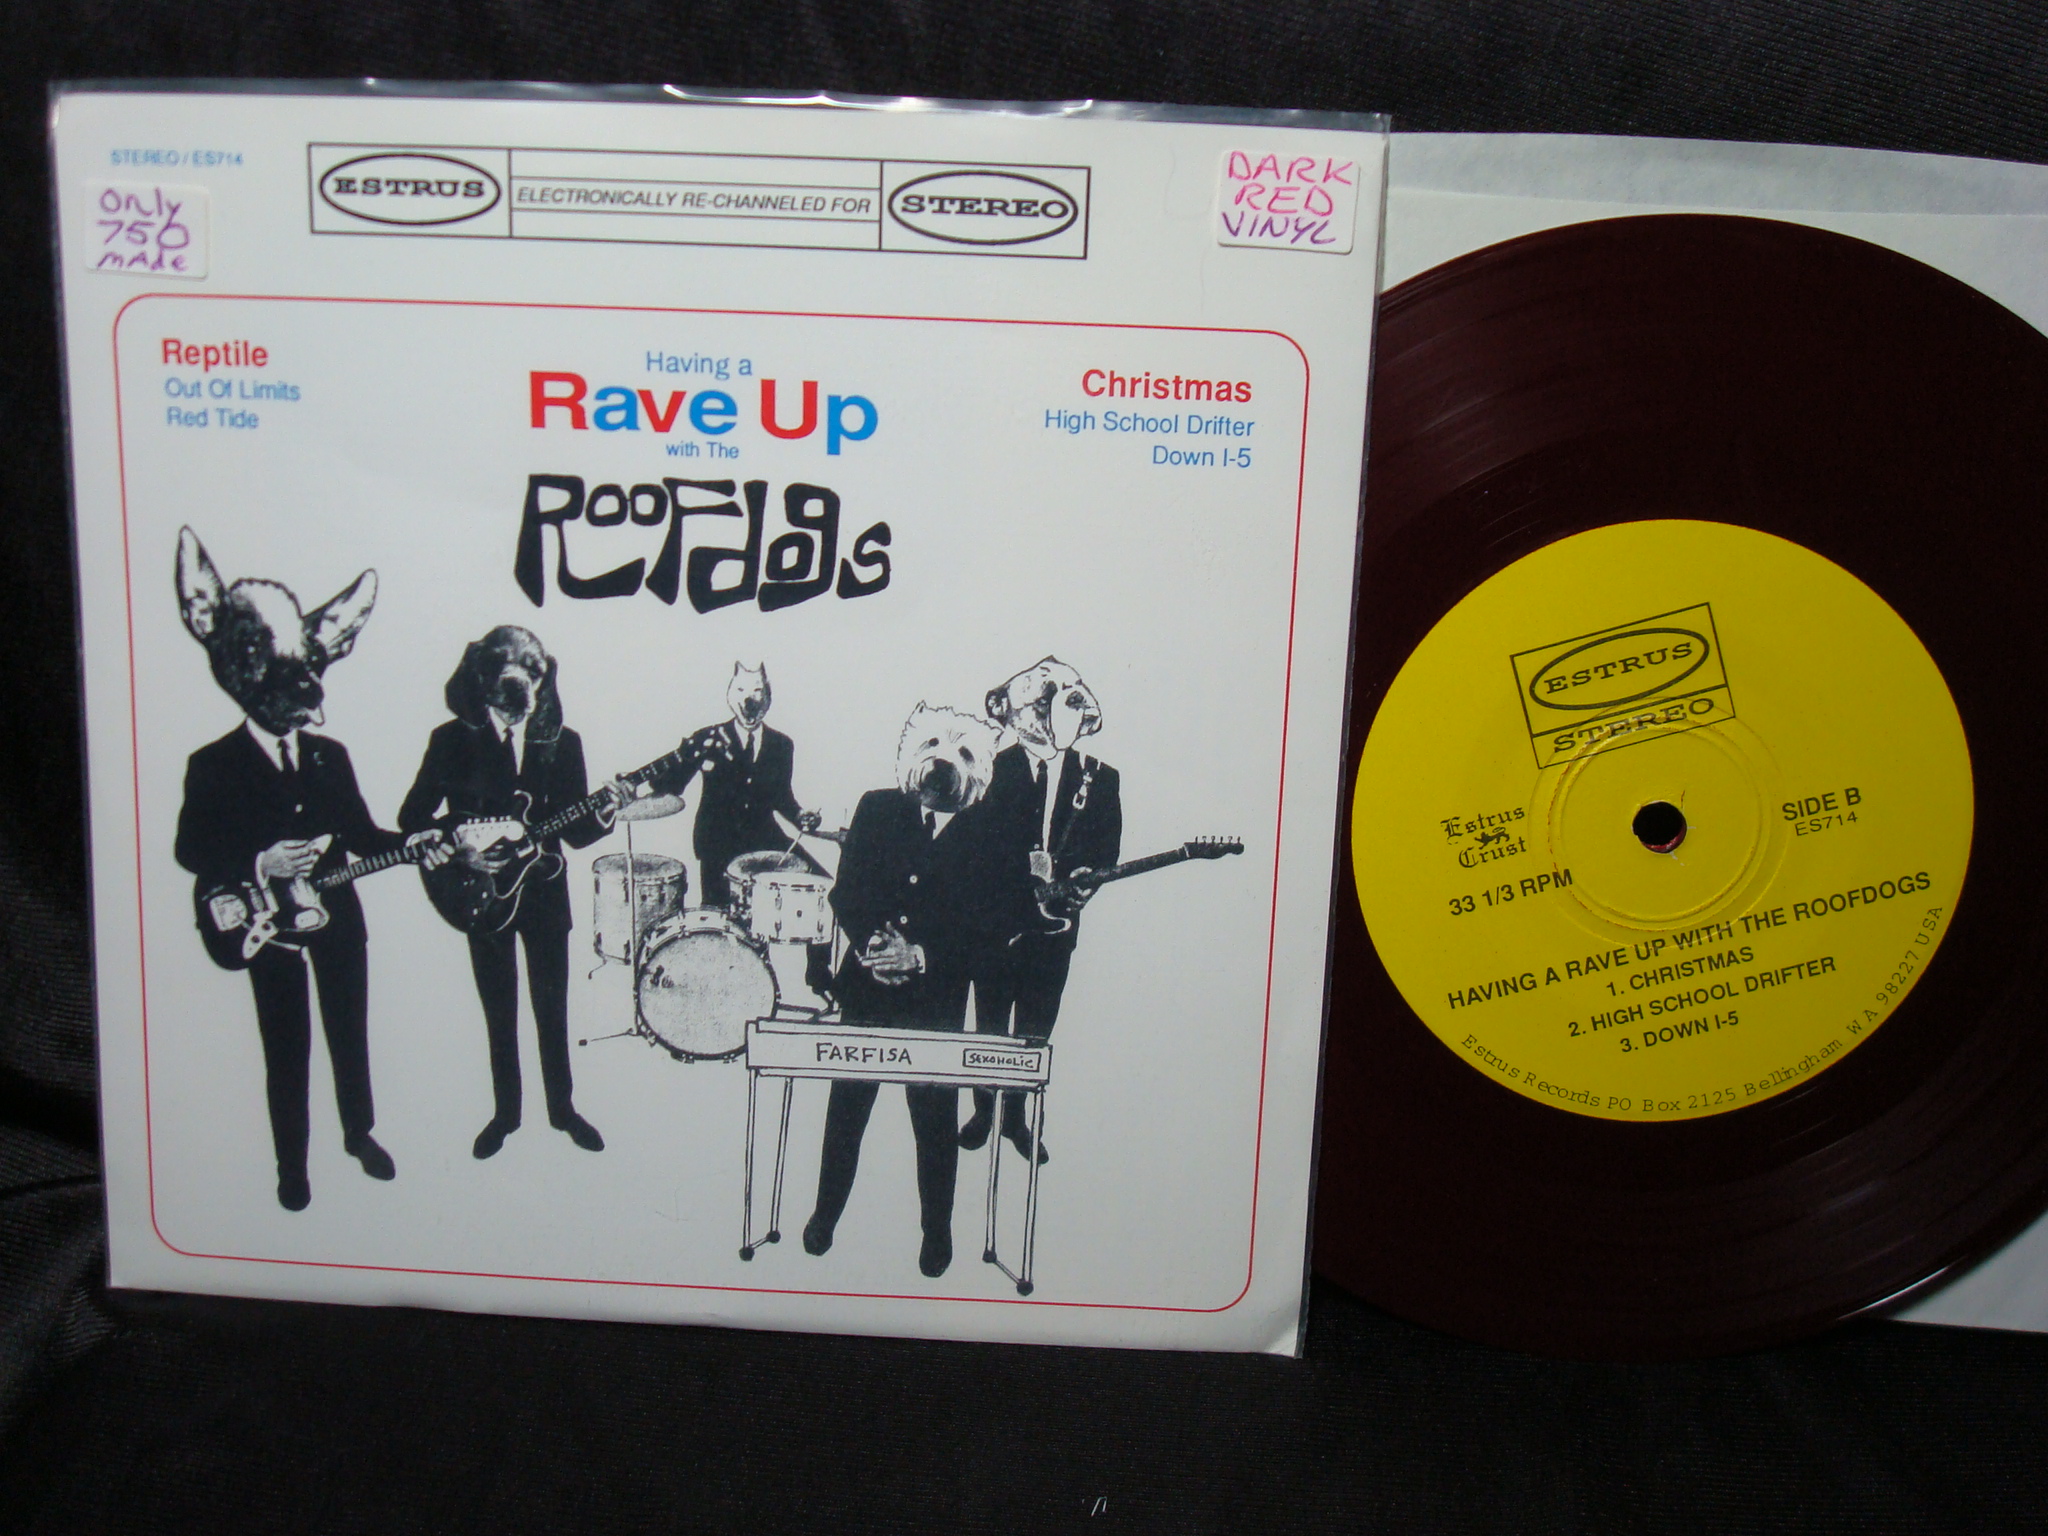 STEREO / ES714
Only
750
made
ESTRUS
ELECTRONICALLY RE-CHANNELED FOR
STEREO
DARK
RED
VINYL
Reptile
Out Of Limits
Red Tide
Having a
Rave Up
with The
Roofdogs
Christmas
High School Drifter
Down I-5
FARFISA
SEXOHOLIC
ESTRUS
STEREO
Estrus
Crust
SIDE B
ES714
33 1/3 RPM
HAVING A RAVE UP WITH THE ROOFDOGS
1. CHRISTMAS
2. HIGH SCHOOL DRIFTER
3. DOWN I-5
Estrus Records PO Box 2125 Bellingham WA 98227 USA